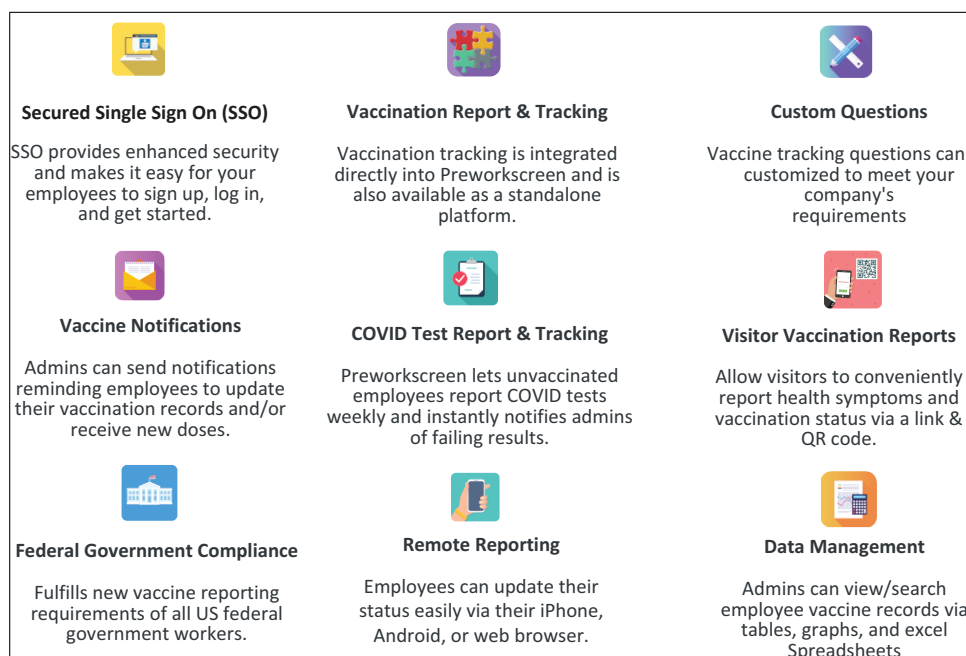 Secured Single Sign On (SSO)
SSO provides enhanced security
and makes it easy for your
employees to sign up, log in,
and get started.
Vaccination Report & Tracking
Vaccination tracking is integrated
directly into Preworkscreen and is
also available as a standalone
platform.
Custom Questions
Vaccine tracking questions can
customized to meet your
company's
requirements
Vaccine Notifications
Admins can send notifications
reminding employees to update
their vaccination records and/or
receive new doses.
COVID Test Report & Tracking
Preworkscreen lets unvaccinated
employees report COVID tests
weekly and instantly notifies admins
of failing results.
Visitor Vaccination Reports
Allow visitors to conveniently
report health symptoms and
vaccination status via a link &
QR code.
Federal Government Compliance
Fulfills new vaccine reporting
requirements of all US federal
government workers.
Remote Reporting
Employees can update their
status easily via their iPhone,
Android, or web browser.
Data Management
Admins can view/search
employee vaccine records via
tables, graphs, and excel
Spreadsheets